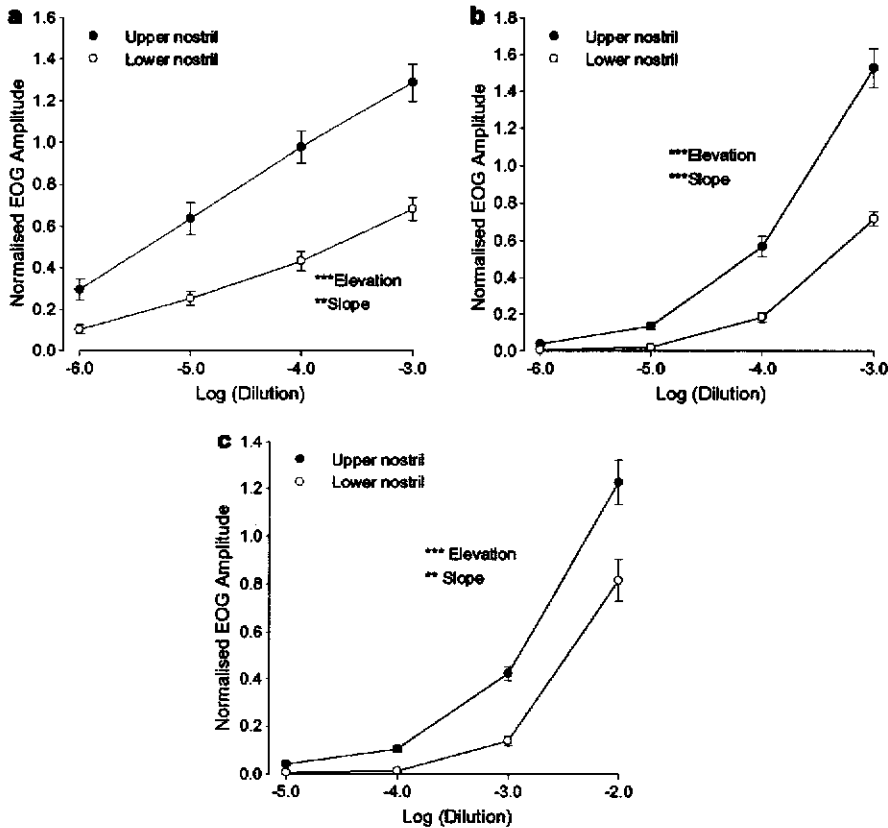 a
Normalised EOG Amplitude
1.6
1.4
1.2
1.0
0.8
0.6
0.4
0.2
0.0
Upper nostril
Lower nostril
***Elevation
**Slope
-6.0 -5.0 -4.0 -3.0
Log (Dilution)
b
Normalised EOG Amplitude
1.8
1.6
1.4
1.2
1.0
0.8
0.6
0.4
0.2
0.0
Upper nostril
Lower nostril
***Elevation
***Slope
-6.0 -5.0 -4.0 -3.0
Log (Dilution)
c
Normalised EOG Amplitude
1.4
1.2
1.0
0.8
0.6
0.4
0.2
0.0
Upper nostril
Lower nostril
*** Elevation
** Slope
-5.0 -4.0 -3.0 -2.0
Log (Dilution)